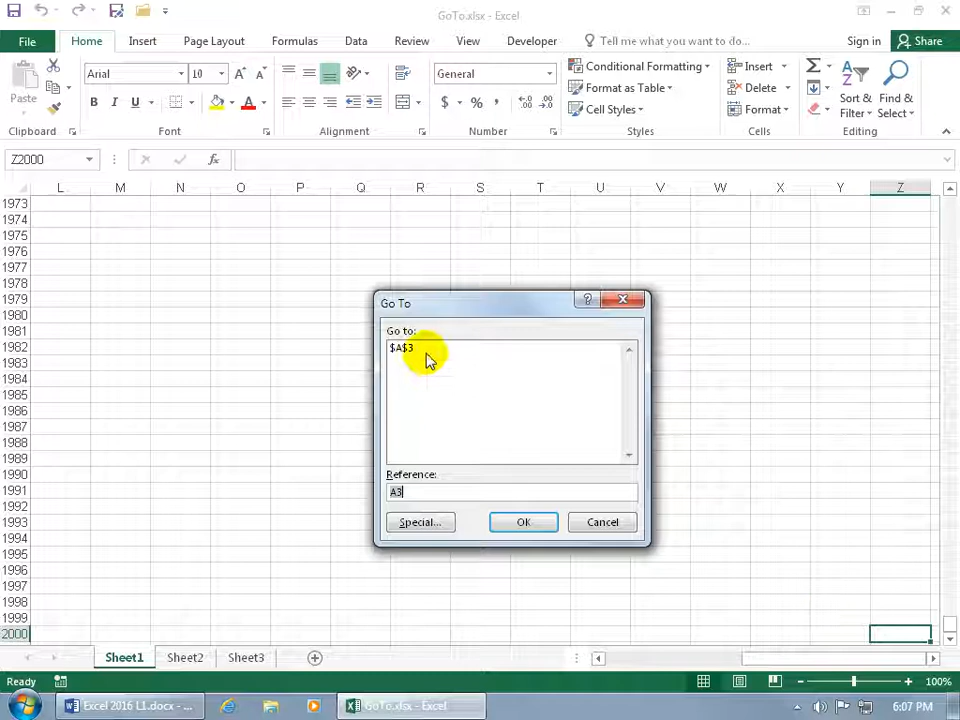 GoTo.xlsx - Excel
File Home Insert Page Layout Formulas Data Review View Developer Tell me what you want to do... Sign in Share
Paste
Arial 10
B I U A
General
$ % ,
Conditional Formatting
Format as Table
Cell Styles
Insert
Delete
Format
Sort &
Filter
Find &
Select
Clipboard Font Alignment Number Styles Cells Editing
Z2000 fx
L M N O P Q R S T U V W X Y Z
1973
1974
1975
1976
1977
1978
1979
1980
1981
1982
1983
1984
1985
1986
1987
1988
1989
1990
1991
1992
1993
1994
1995
1996
1997
1998
1999
2000
Go To
Go to:
$A$3
Reference:
A3
Special... OK Cancel
Sheet1 Sheet2 Sheet3
Ready 100%
Excel 2016 L1.docx - ... GoTo.xlsx - Excel 6:07 PM